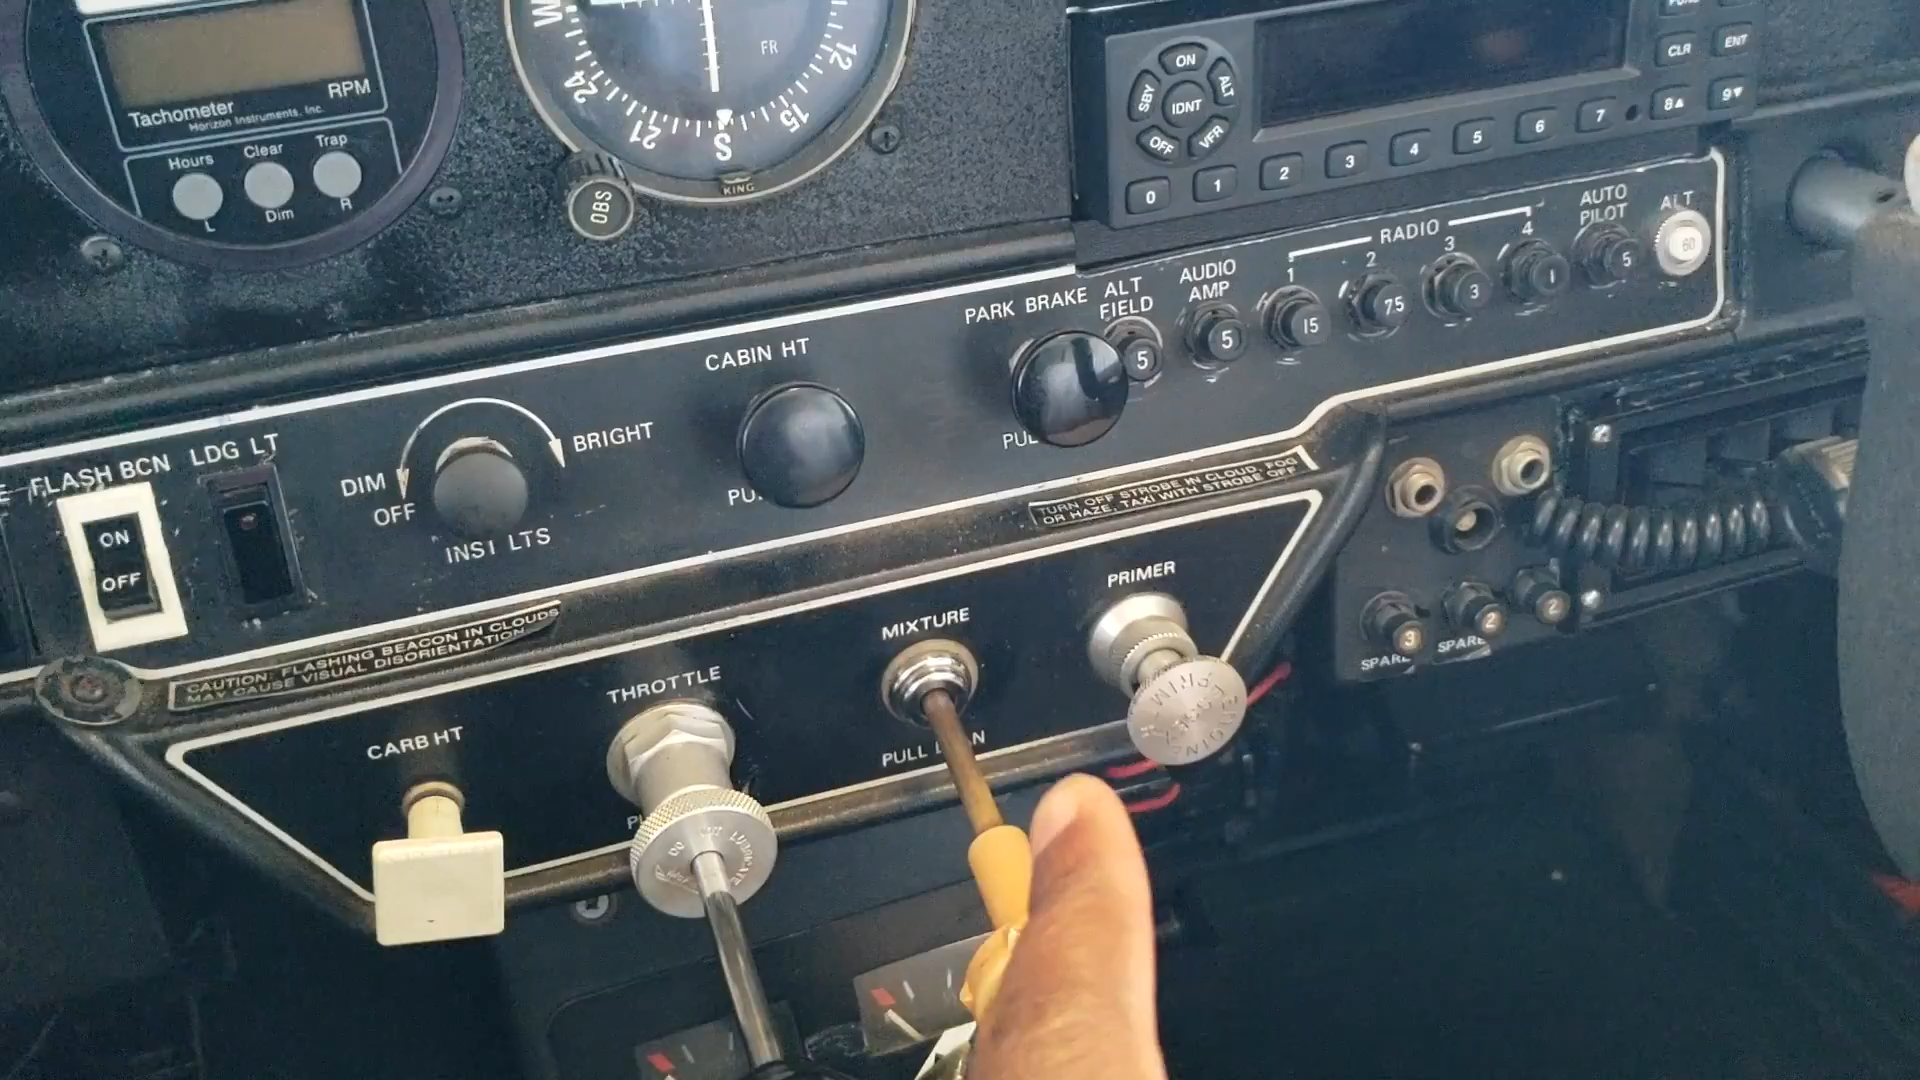 RPM
Tachometer
Horizon Instruments, Inc.
Hours
Clear
Trap
L
Dim
R
W
24
21
S
15
12
FR
KING
OBS
ON
SBY
ALT
IDNT
OFF
VFR
CLR
ENT
0
1
2
3
4
5
6
7
8▲
9▼
PARK BRAKE
ALT
FIELD
AUDIO
AMP
RADIO
1
2
3
4
AUTO
PILOT
ALT
5
5
15
7.5
3
1
5
60
FLASH BCN
ON
OFF
LDG LT
DIM
OFF
BRIGHT
INST LTS
CABIN HT
TURN OFF STROBE IN CLOUD, FOG
OR HAZE. TAXI WITH STROBE OFF
CAUTION: FLASHING BEACON IN CLOUDS
MAY CAUSE VISUAL DISORIENTATION
CARB HT
THROTTLE
DO NOT LUBRICATE
MIXTURE
PRIMER
PULL
3
2
2
SPARE
SPARE